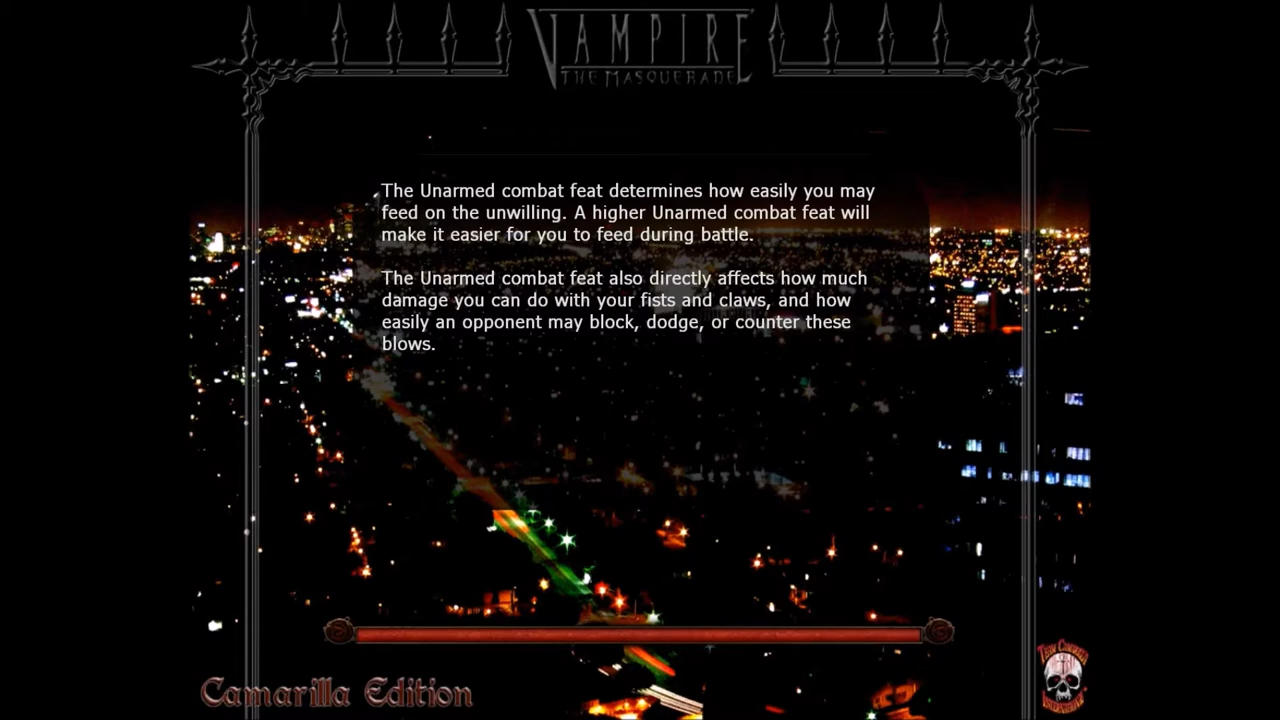 VAMPIRE
THE MASQUERADE
The Unarmed combat feat determines how easily you may
feed on the unwilling. A higher Unarmed combat feat will
make it easier for you to feed during battle.
The Unarmed combat feat also directly affects how much
damage you can do with your fists and claws, and how
easily an opponent may block, dodge, or counter these
blows.
Camarilla Edition